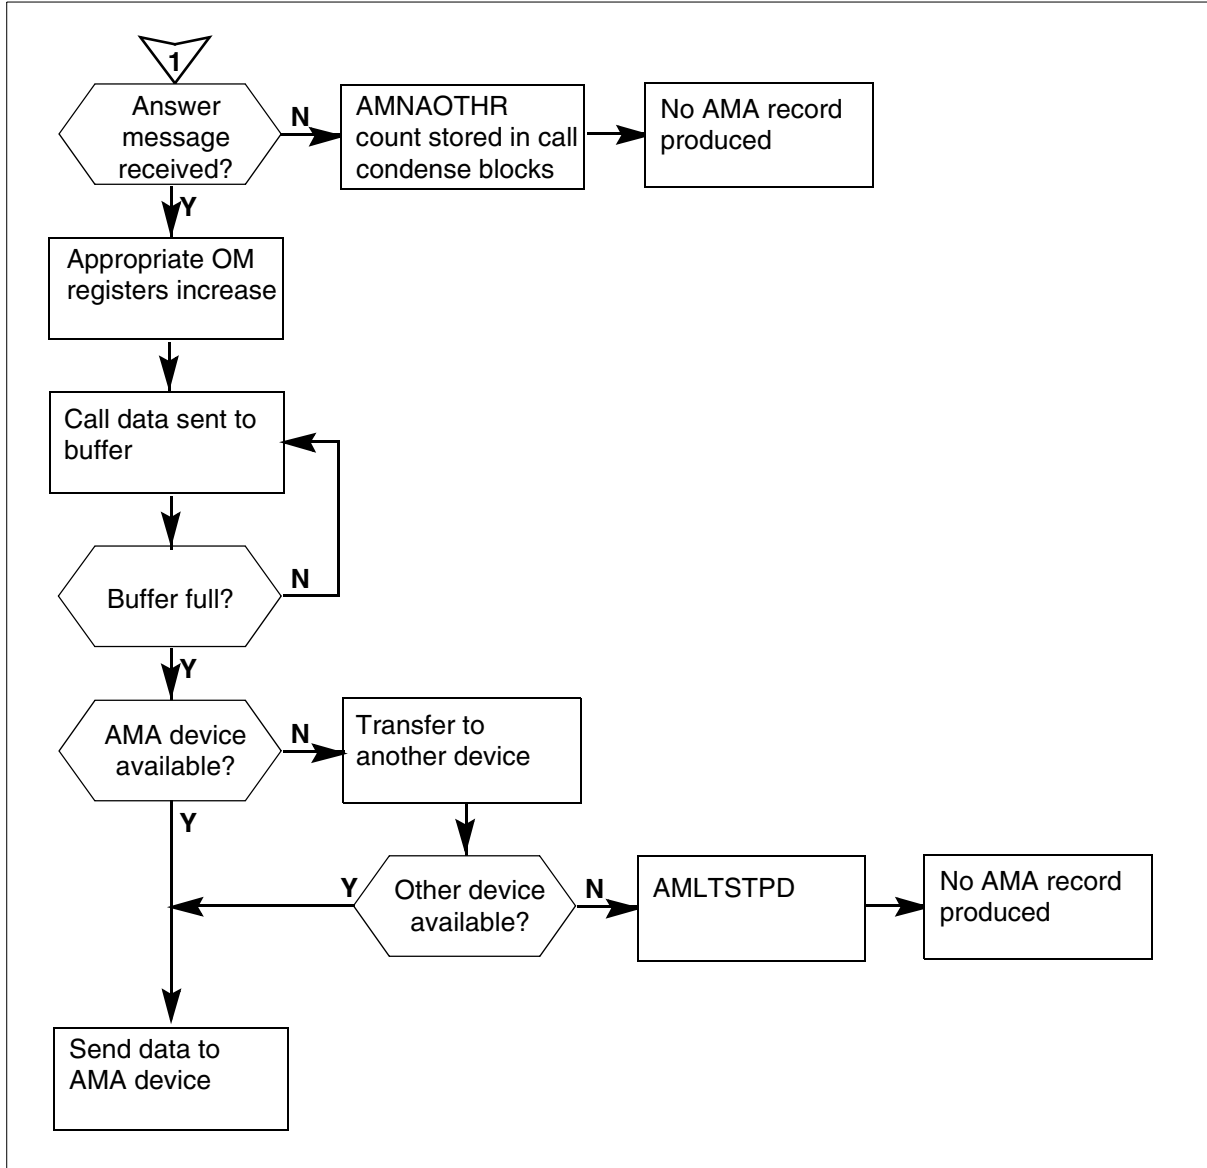 1
Answer
message
received?
N
AMNAOTHR
count stored in call
condense blocks
No AMA record
produced
Y
Appropriate OM
registers increase
Call data sent to
buffer
Buffer full?
N
Y
AMA device
available?
N
Transfer to
another device
Y
Y
Other device
available?
N
AMLTSTPD
No AMA record
produced
Send data to
AMA device